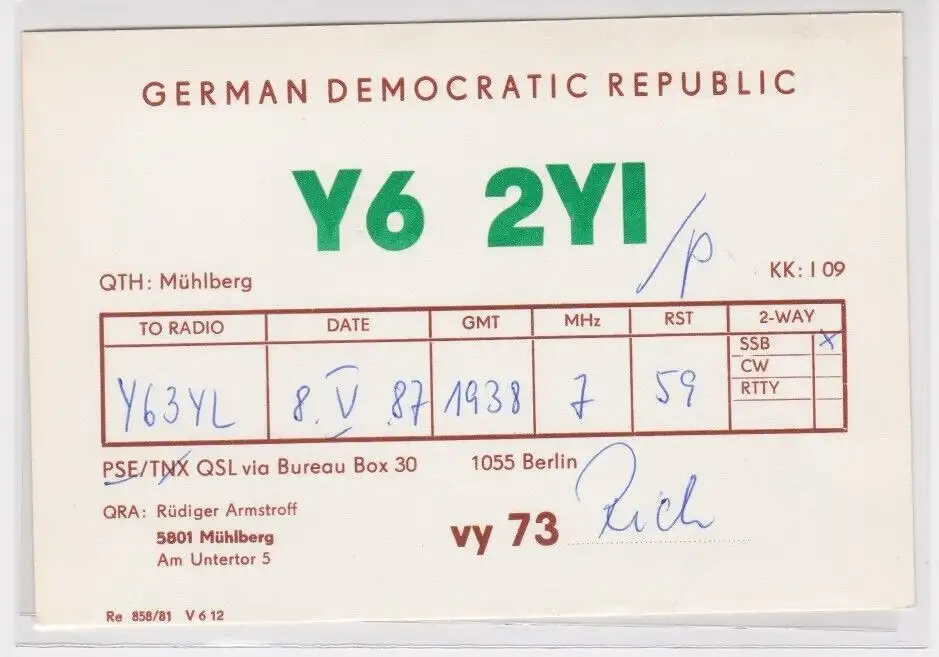 GERMAN DEMOCRATIC REPUBLIC
Y6 2YI /p
QTH: Mühlberg KK: I 09
TO RADIO DATE GMT MHz RST 2-WAY
SSB X
CW
RTTY
Y63YL 8. V .87 1938 7 59
PSE/TNX QSL via Bureau Box 30 1055 Berlin
QRA: Rüdiger Armstroff
5801 Mühlberg
Am Untertor 5
vy 73 Rich
Re 858/81 V 6 12